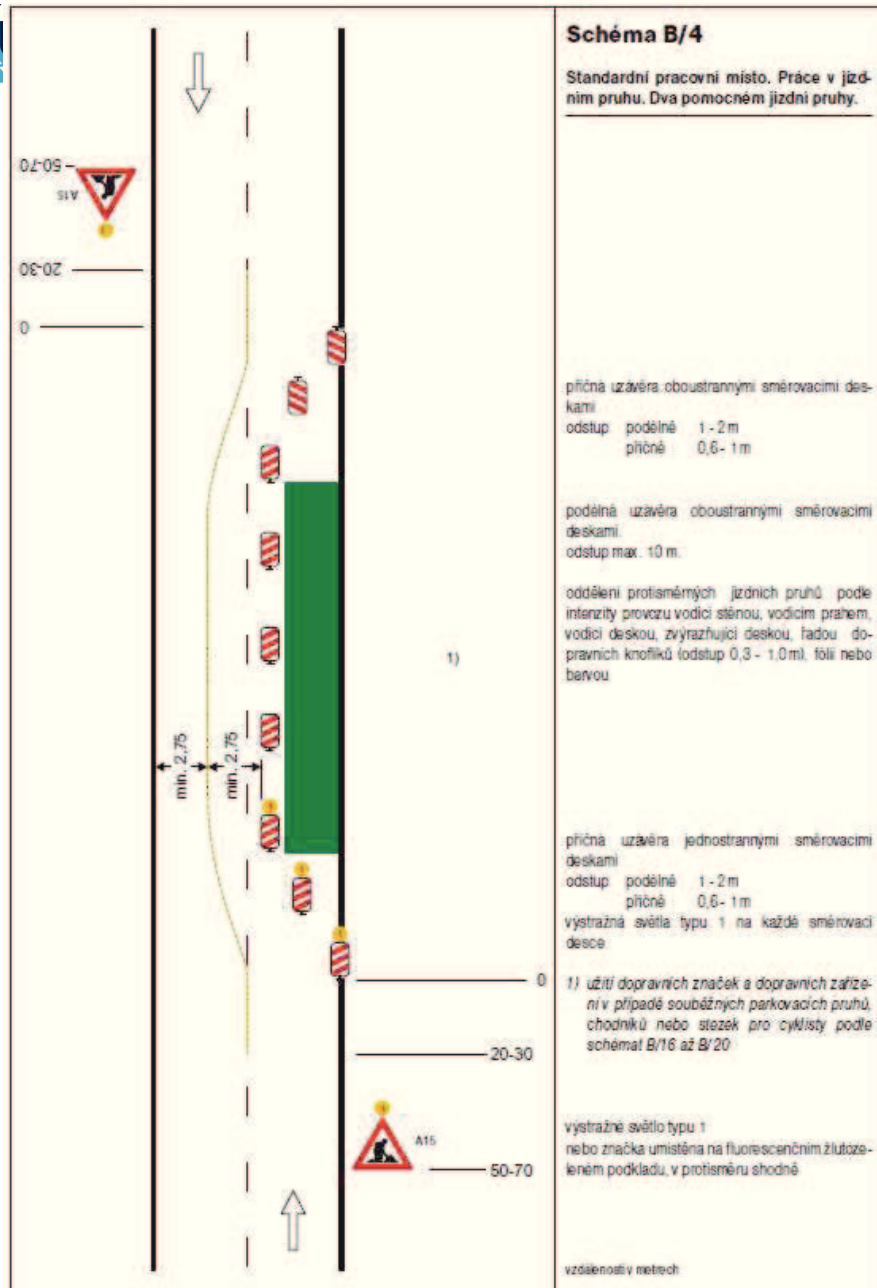 Schéma B/4
Standardní pracovní místo. Práce v jízd-
ním pruhu. Dva pomocném jízdní pruhy.
50-70
A15
20-30
0
příčná uzávěra oboustrannými směrovacími des-
kami
odstup podélně 1 - 2 m
příčně 0,6 - 1 m
podélná uzávěra oboustrannými směrovacími
deskami.
odstup max. 10 m.
oddělení protisměrných jízdních pruhů podle
intenzity provozu vodicí stěnou, vodicím prahem,
vodicí deskou, zvýrazňující deskou, řadou do-
pravních knoflíků (odstup 0,3 - 1,0 m), fólií nebo
barvou
1)
min. 2,75
min. 2,75
příčná uzávěra jednostrannými směrovacími
deskami
odstup podélně 1 - 2 m
příčně 0,6 - 1 m
výstražná světla typu 1 na každé směrovací
desce
0
1) užití dopravních značek a dopravních zaříze-
ní v případě souběžných parkovacích pruhů,
chodníků nebo stezek pro cyklisty podle
schémat B/16 až B/20
20-30
A15
50-70
výstražné světlo typu 1
nebo značka umístěna na fluorescenčním žlutoze-
leném podkladu, v protisměru shodně
vzdálenosti v metrech